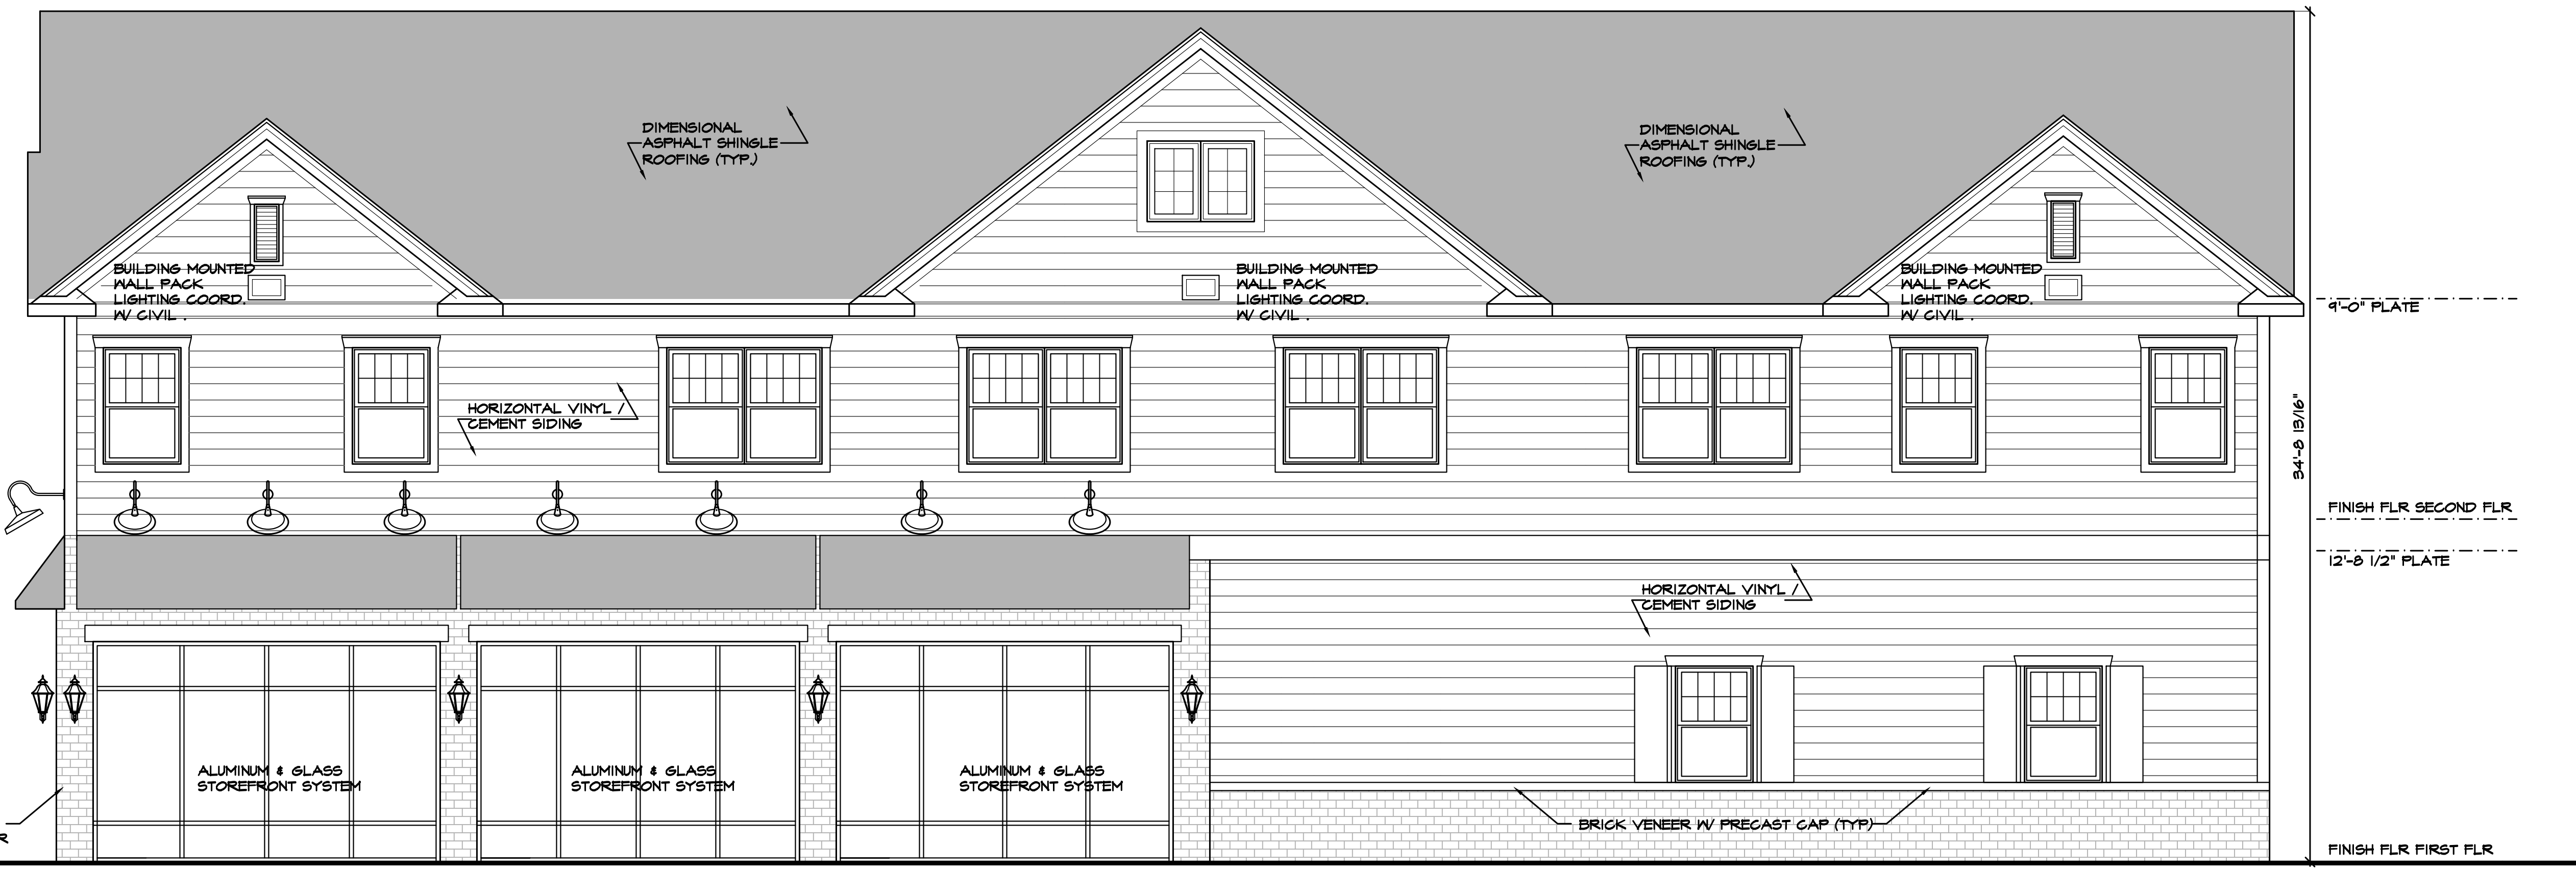 DIMENSIONAL
ASPHALT SHINGLE
ROOFING (TYP.)
DIMENSIONAL
ASPHALT SHINGLE
ROOFING (TYP.)
BUILDING MOUNTED
WALL PACK
LIGHTING COORD.
W/ CIVIL .
BUILDING MOUNTED
WALL PACK
LIGHTING COORD.
W/ CIVIL .
BUILDING MOUNTED
WALL PACK
LIGHTING COORD.
W/ CIVIL .
9'-0" PLATE
HORIZONTAL VINYL /
CEMENT SIDING
34'-8 13/16"
FINISH FLR SECOND FLR
12'-8 1/2" PLATE
HORIZONTAL VINYL /
CEMENT SIDING
ALUMINUM & GLASS
STOREFRONT SYSTEM
ALUMINUM & GLASS
STOREFRONT SYSTEM
ALUMINUM & GLASS
STOREFRONT SYSTEM
BRICK VENEER W/ PRECAST CAP (TYP)
R
FINISH FLR FIRST FLR